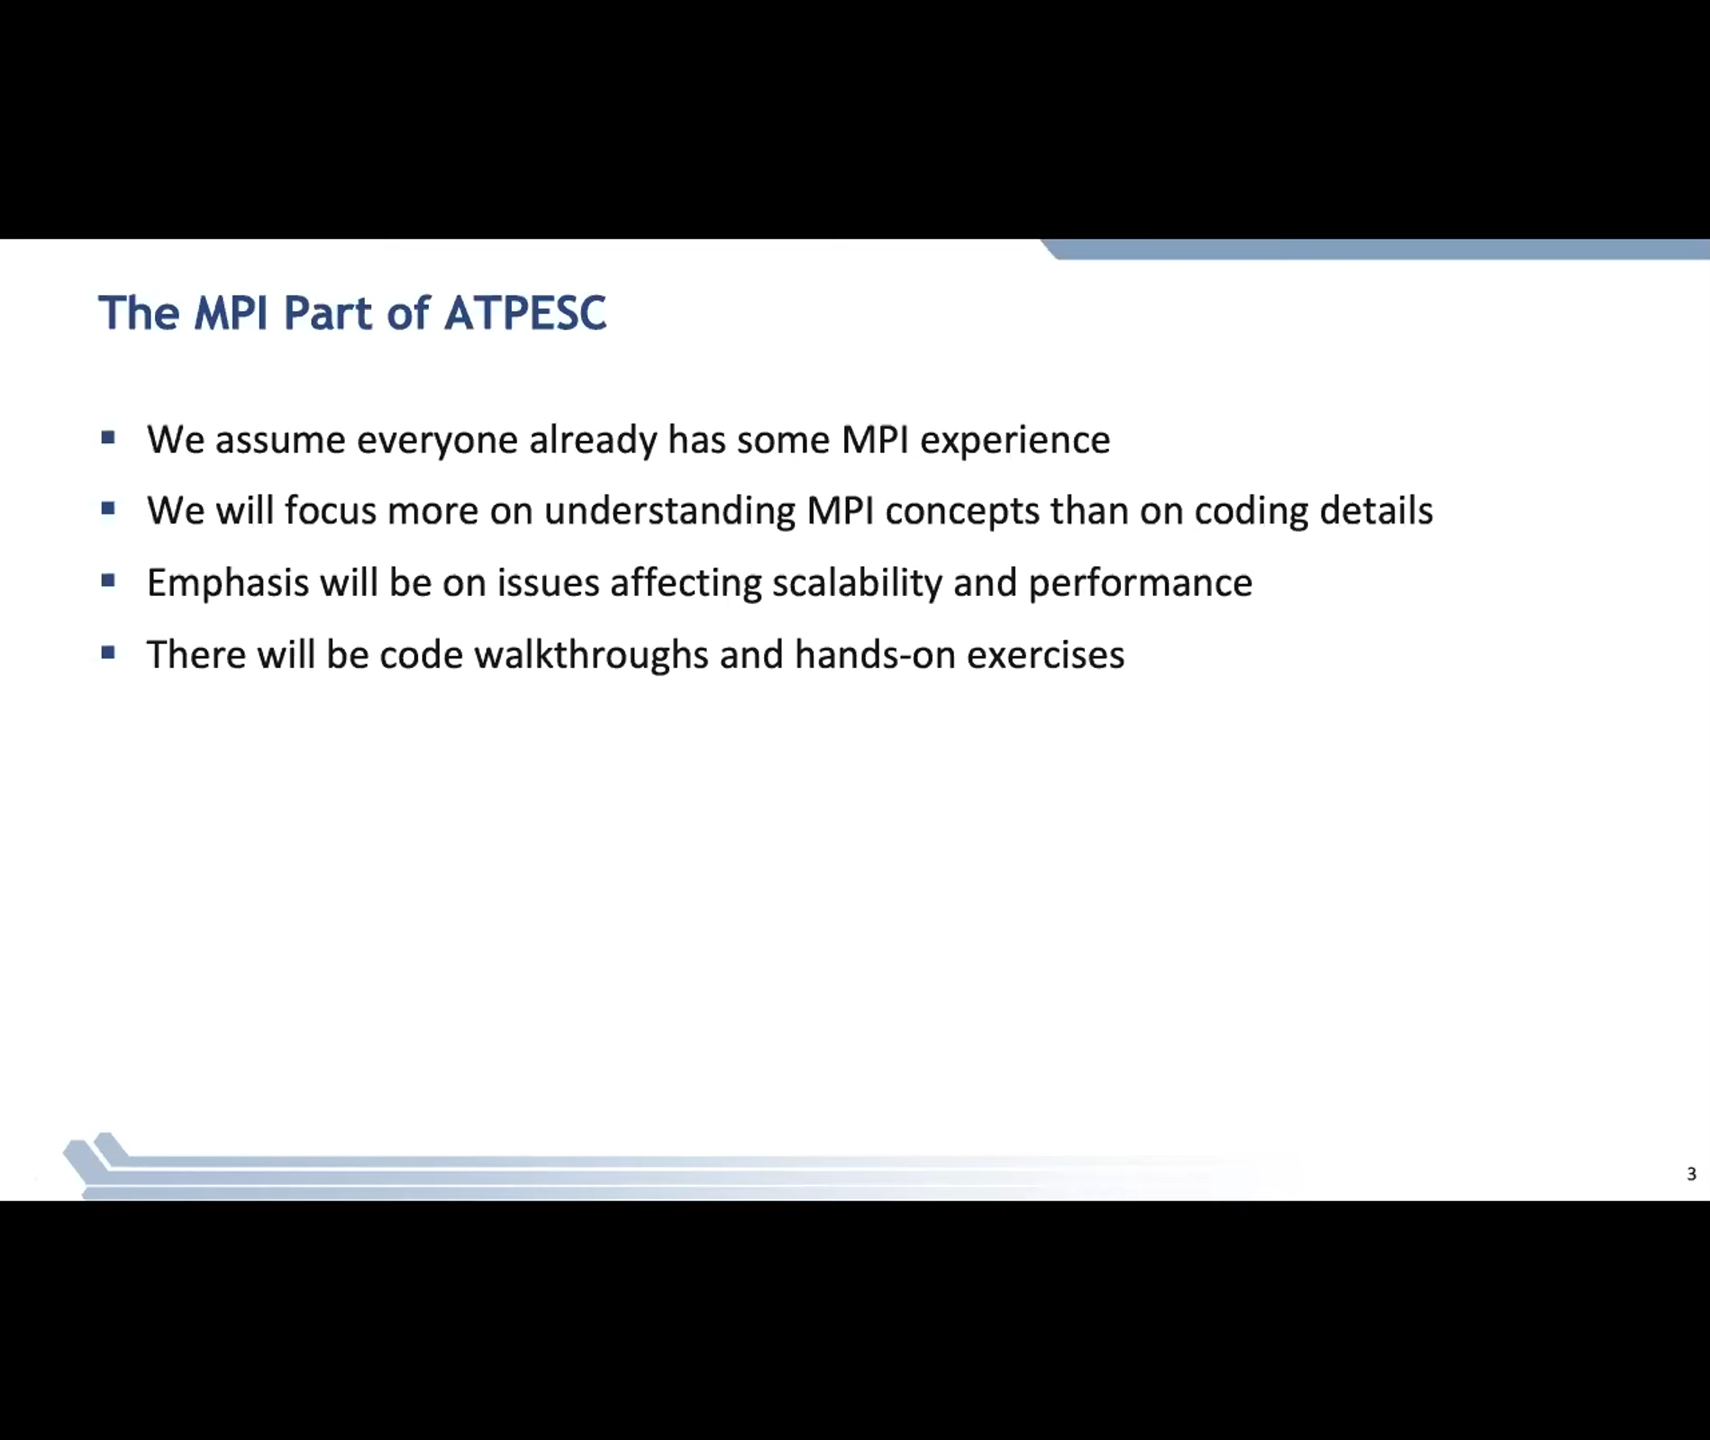 The MPI Part of ATPESC
▪ We assume everyone already has some MPI experience
▪ We will focus more on understanding MPI concepts than on coding details
▪ Emphasis will be on issues affecting scalability and performance
▪ There will be code walkthroughs and hands-on exercises
3